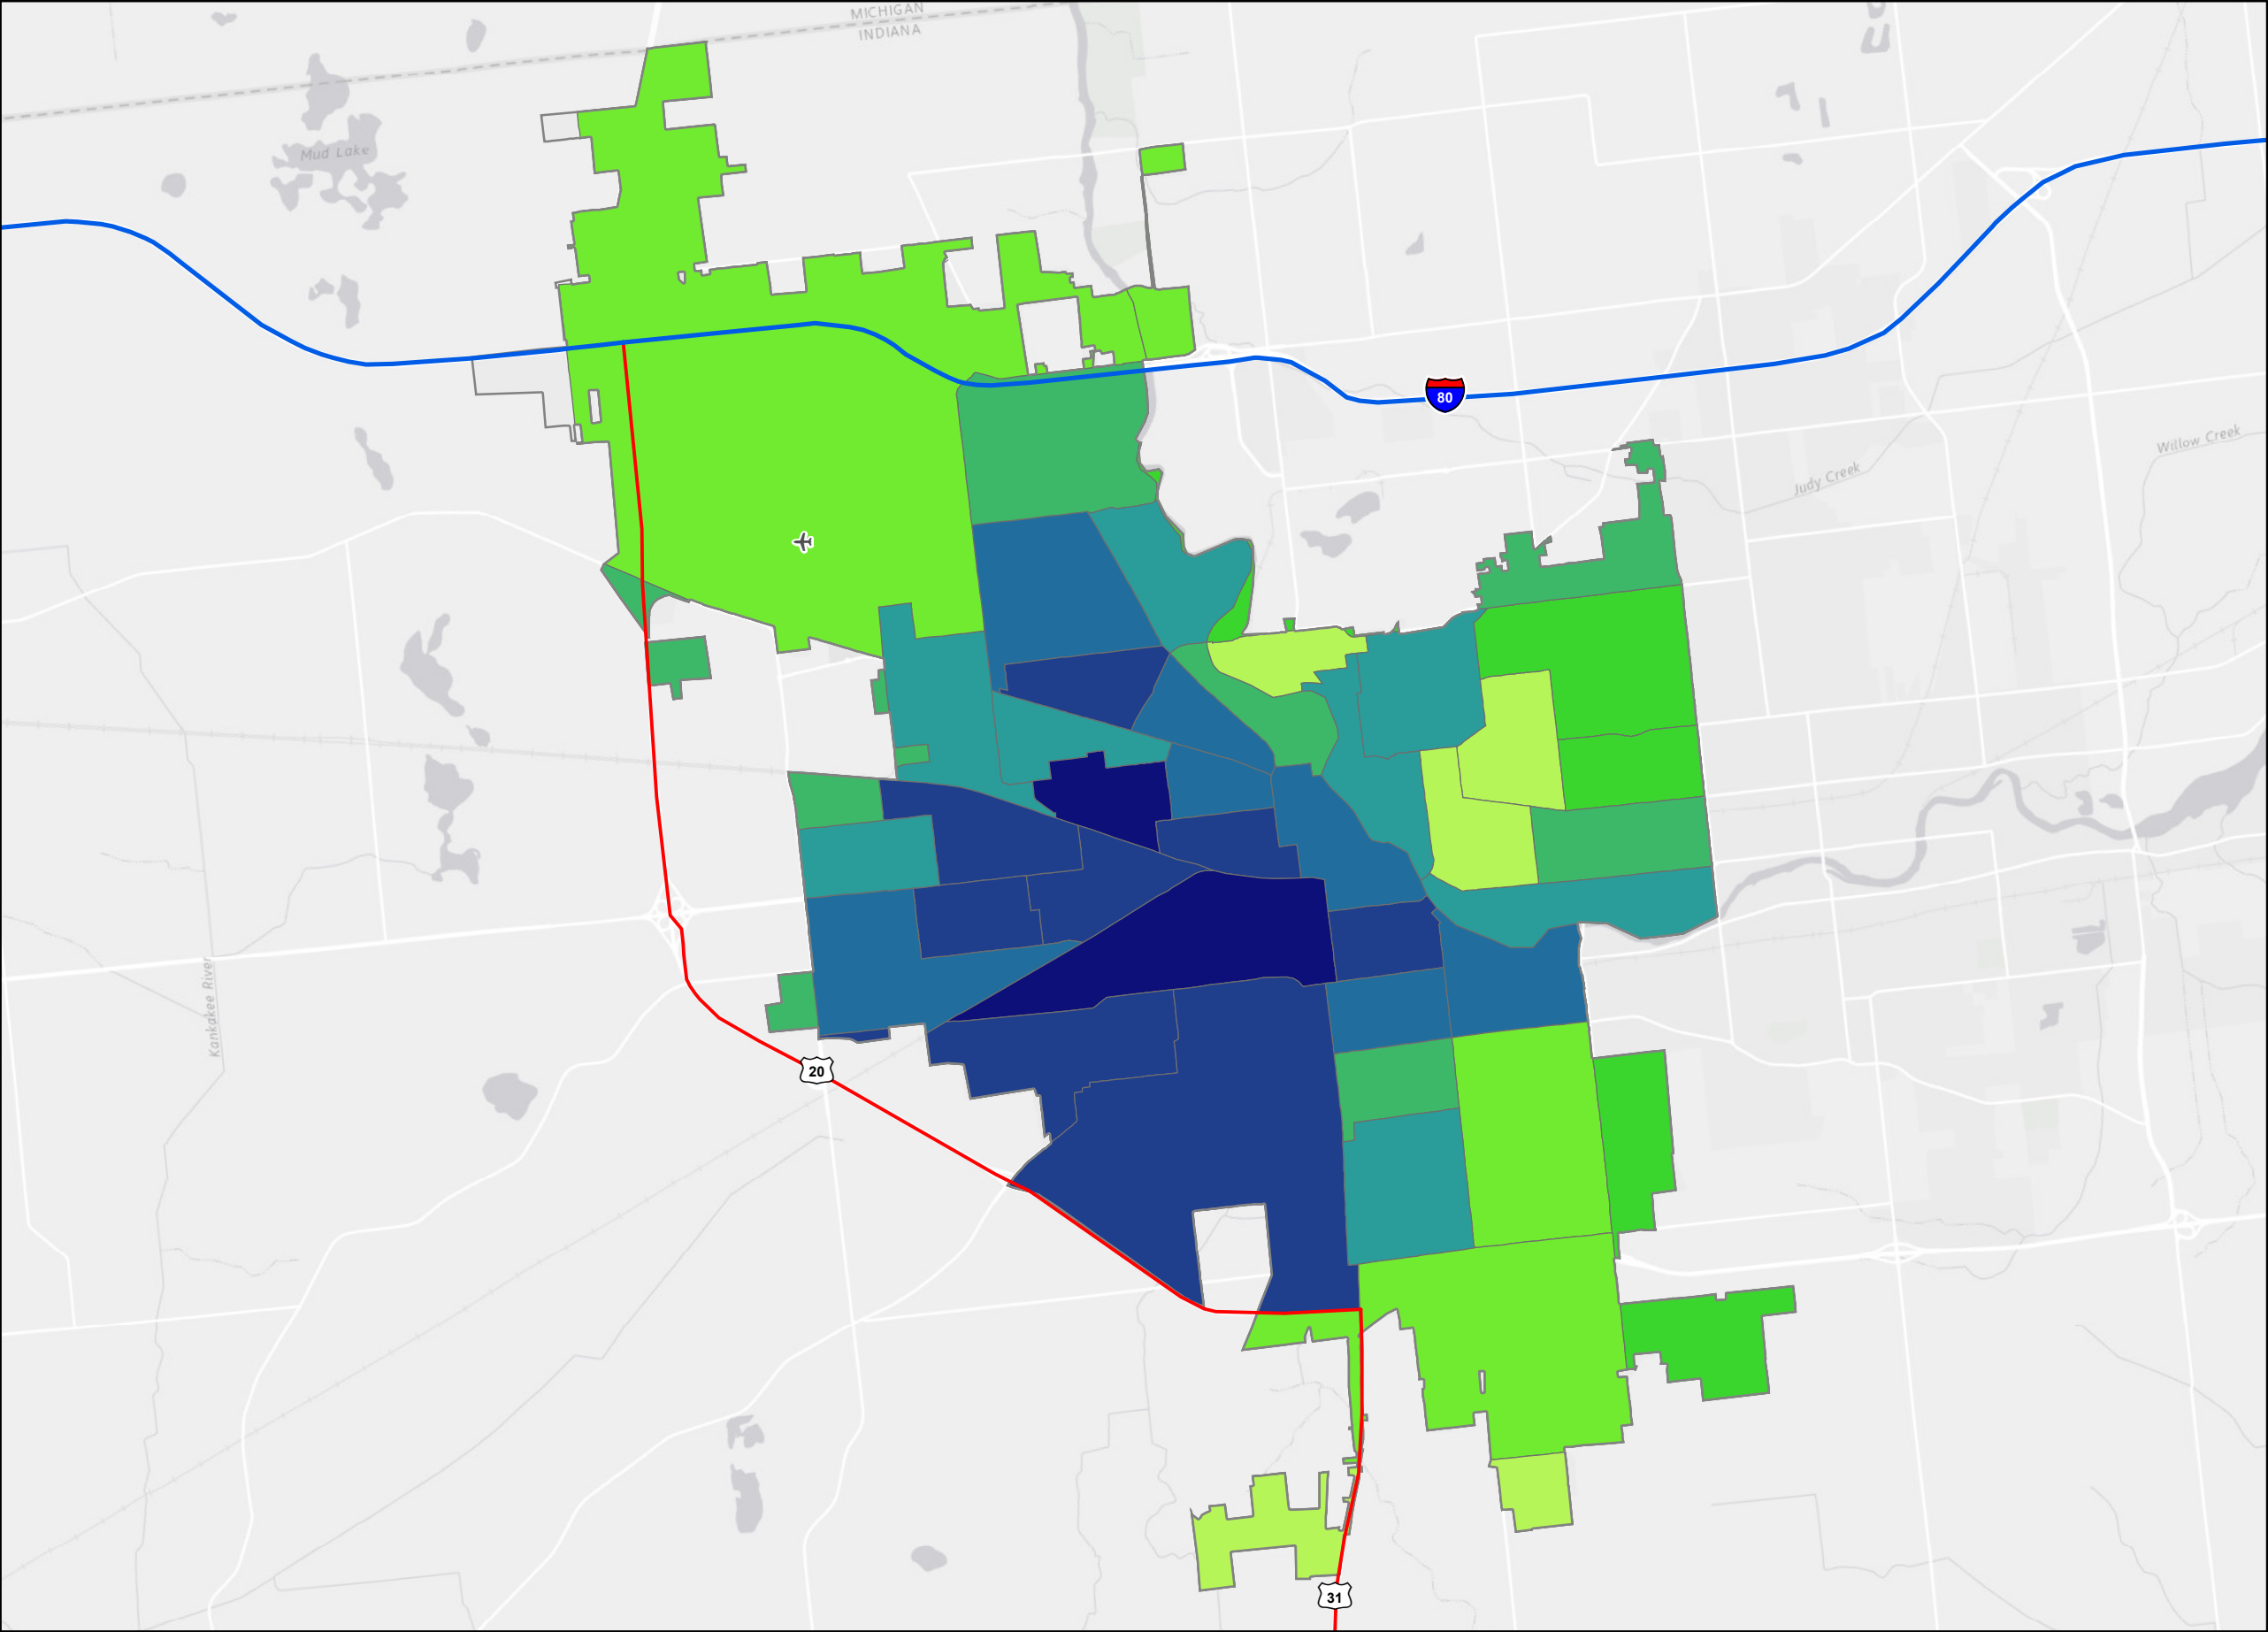 MICHIGAN
INDIANA
Mud Lake
80
Willow Creek
Judy Creek
Kankakee River
20
31